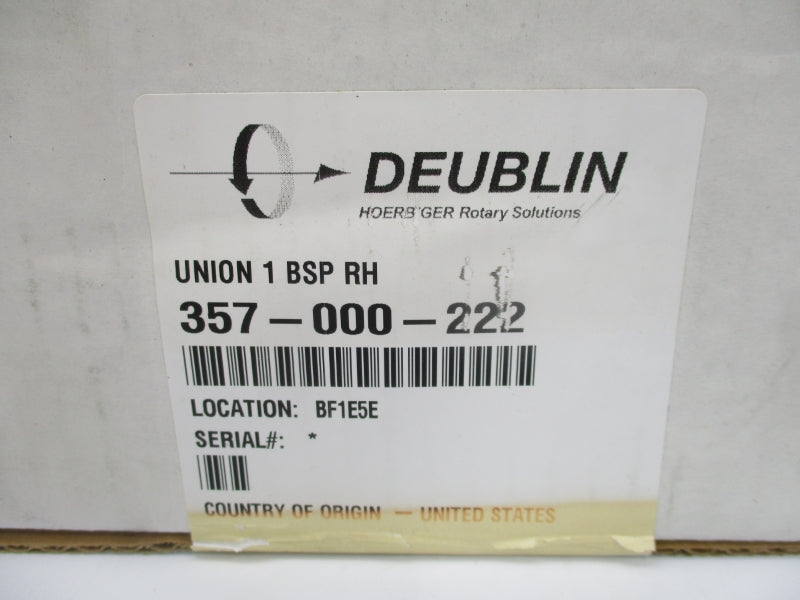 DEUBLIN
HOERBIGER Rotary Solutions
UNION 1 BSP RH
357-000-222
LOCATION: BF1E5E
SERIAL#: *
COUNTRY OF ORIGIN - UNITED STATES